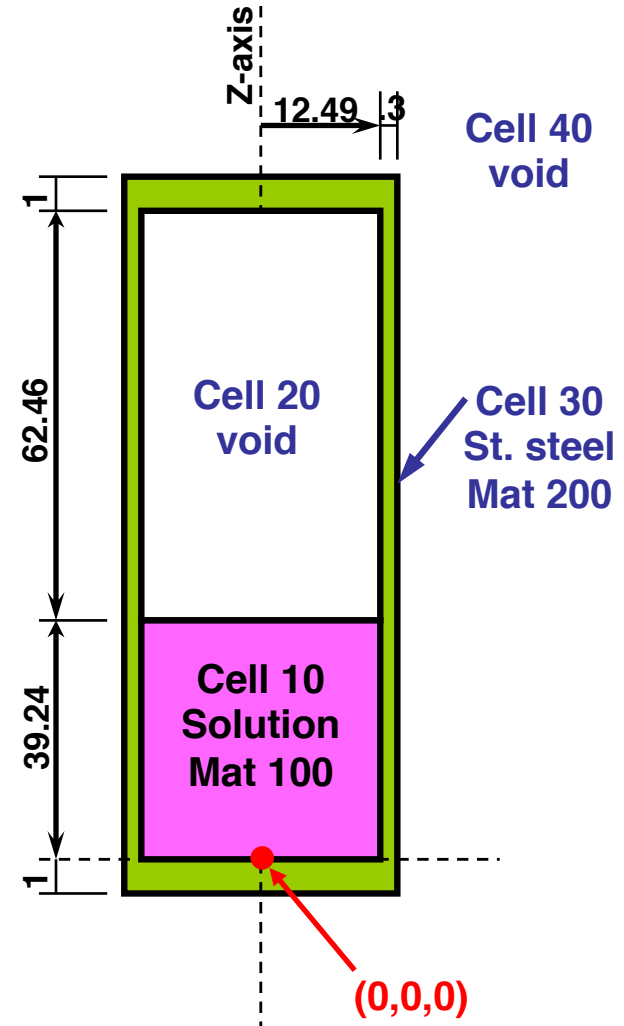 Z-axis
12.49
.3
Cell 40
void
1
62.46
Cell 20
void
Cell 30
St. steel
Mat 200
39.24
Cell 10
Solution
Mat 100
1
(0,0,0)